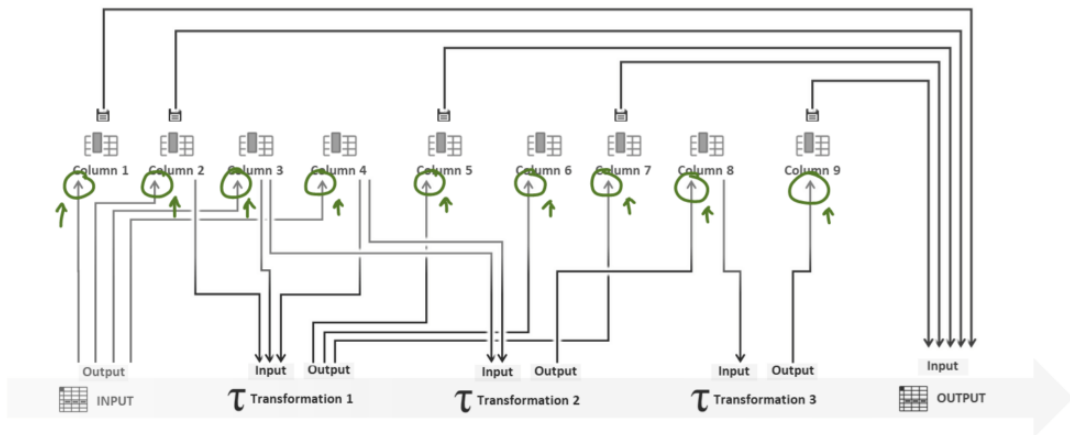 Column 1 Column 2 Column 3 Column 4 Column 5 Column 6 Column 7 Column 8 Column 9
Output Input Output Input Output Input Output Input
INPUT τ Transformation 1 τ Transformation 2 τ Transformation 3 OUTPUT